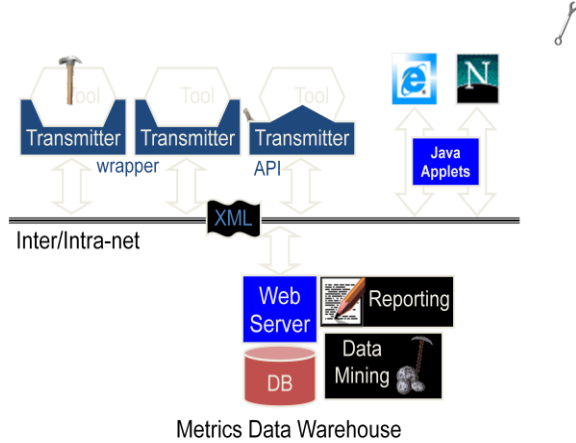 Tool
Tool
Tool
Transmitter
Transmitter
Transmitter
wrapper
API
e
N
Java
Applets
XML
Inter/Intra-net
Web
Server
Reporting
DB
Data
Mining
Metrics Data Warehouse